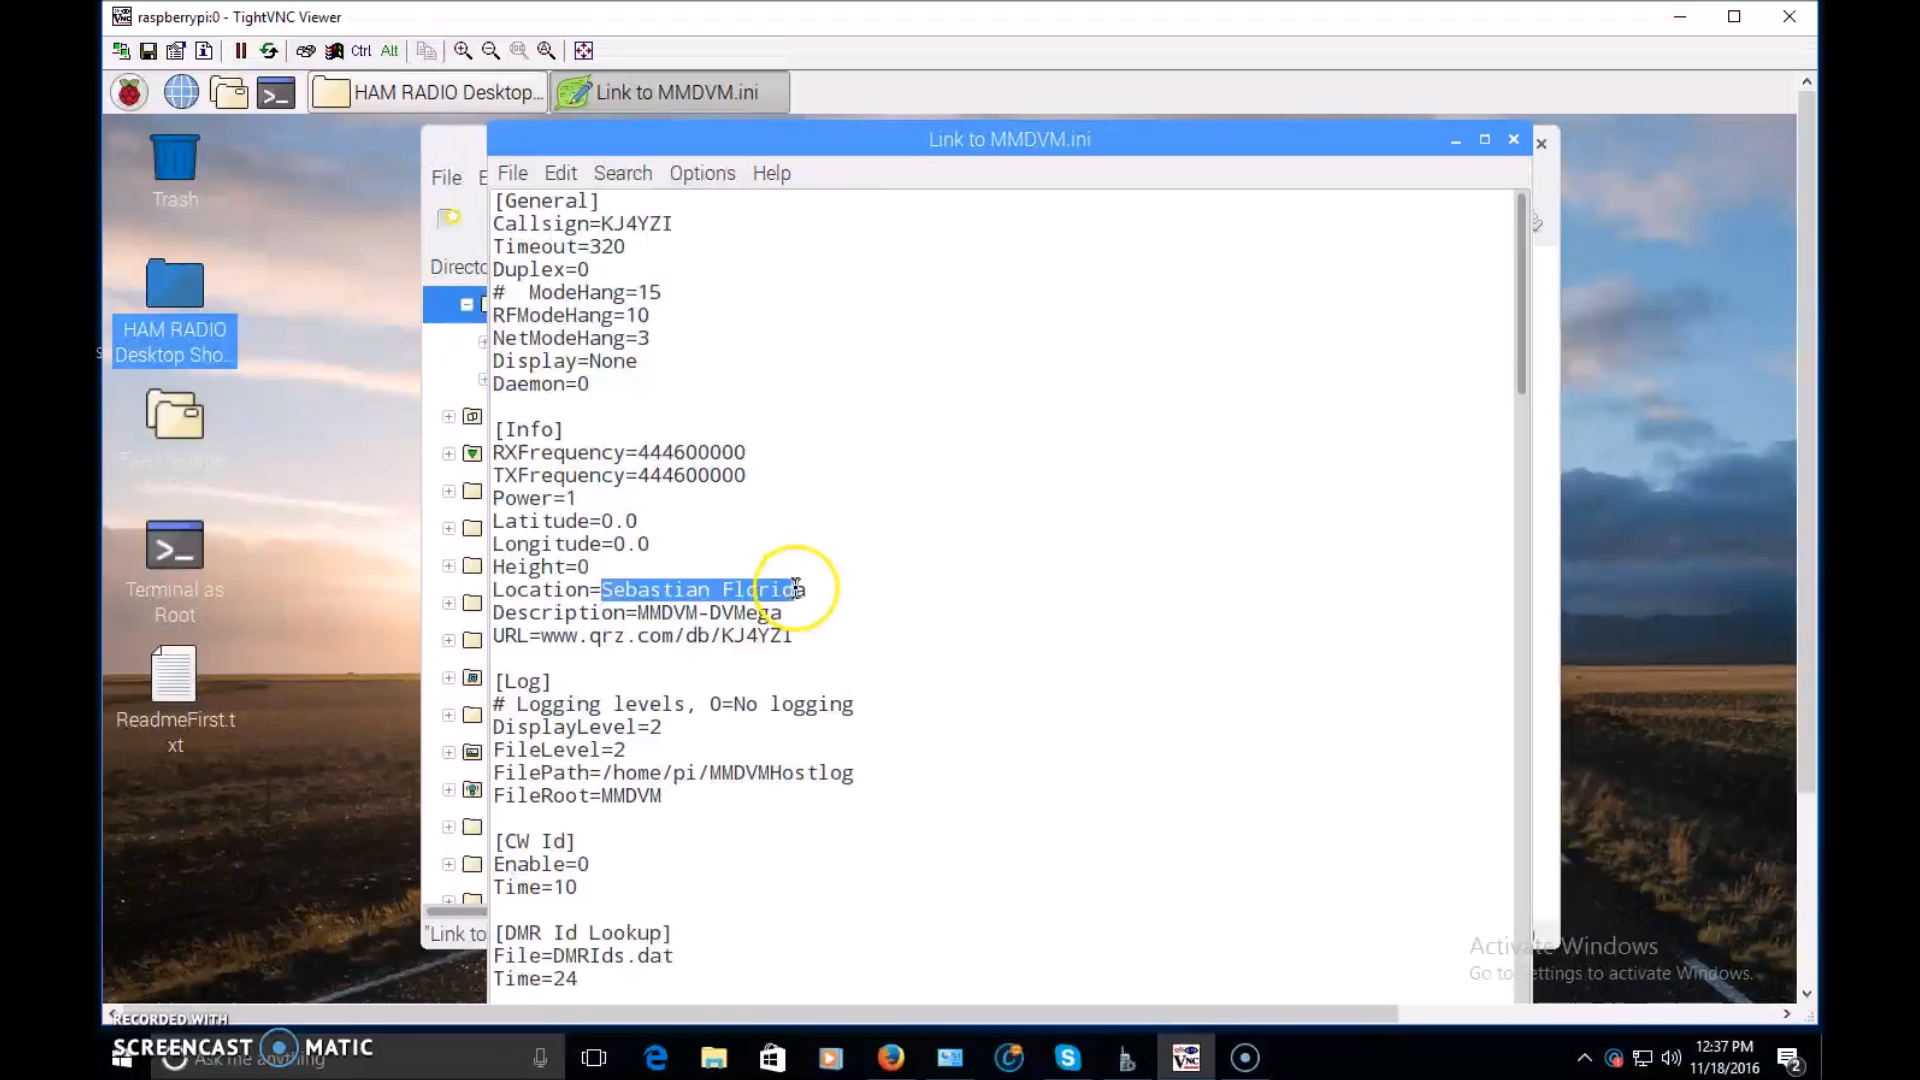 raspberrypi:0 - TightVNC Viewer
Ctrl Alt
HAM RADIO Desktop...
Link to MMDVM.ini
Trash
HAM RADIO
Desktop Sho...
Terminal as
Root
ReadmeFirst.t
xt
File
Directo
"Link to
Link to MMDVM.ini
File Edit Search Options Help
[General]
Callsign=KJ4YZI
Timeout=320
Duplex=0
#  ModeHang=15
RFModeHang=10
NetModeHang=3
Display=None
Daemon=0
[Info]
RXFrequency=444600000
TXFrequency=444600000
Power=1
Latitude=0.0
Longitude=0.0
Height=0
Location=Sebastian Florida
Description=MMDVM-DVMega
URL=www.qrz.com/db/KJ4YZI
[Log]
# Logging levels, 0=No logging
DisplayLevel=2
FileLevel=2
FilePath=/home/pi/MMDVMHostlog
FileRoot=MMDVM
[CW Id]
Enable=0
Time=10
[DMR Id Lookup]
File=DMRIds.dat
Time=24
Activate Windows
Go to Settings to activate Windows.
RECORDED WITH
SCREENCAST MATIC
Ask me anything
12:37 PM
11/18/2016
2